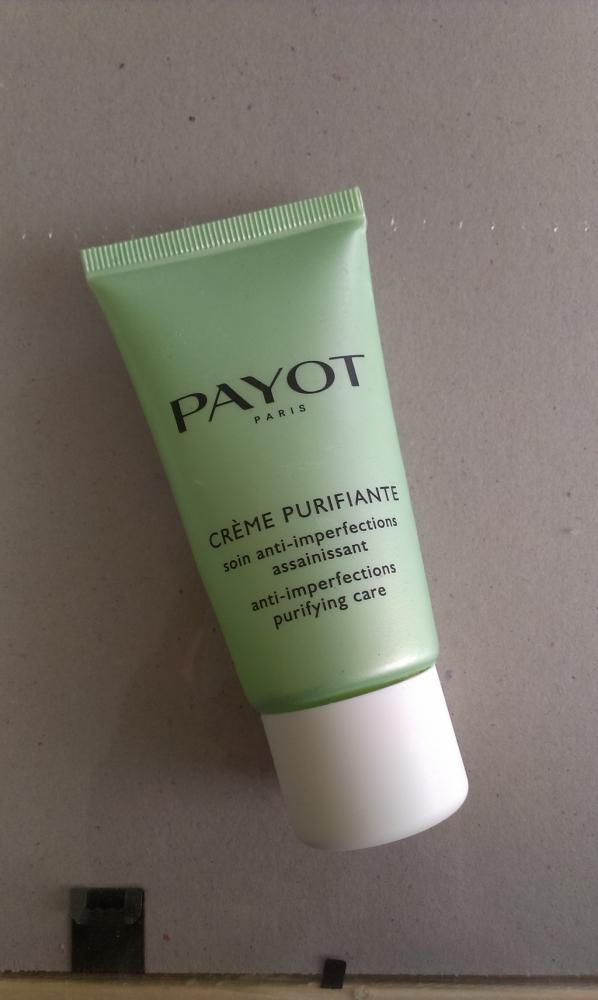 PAYOT
PARIS
CRÈME PURIFIANTE
soin anti-imperfections
assainissant
anti-imperfections
purifying care